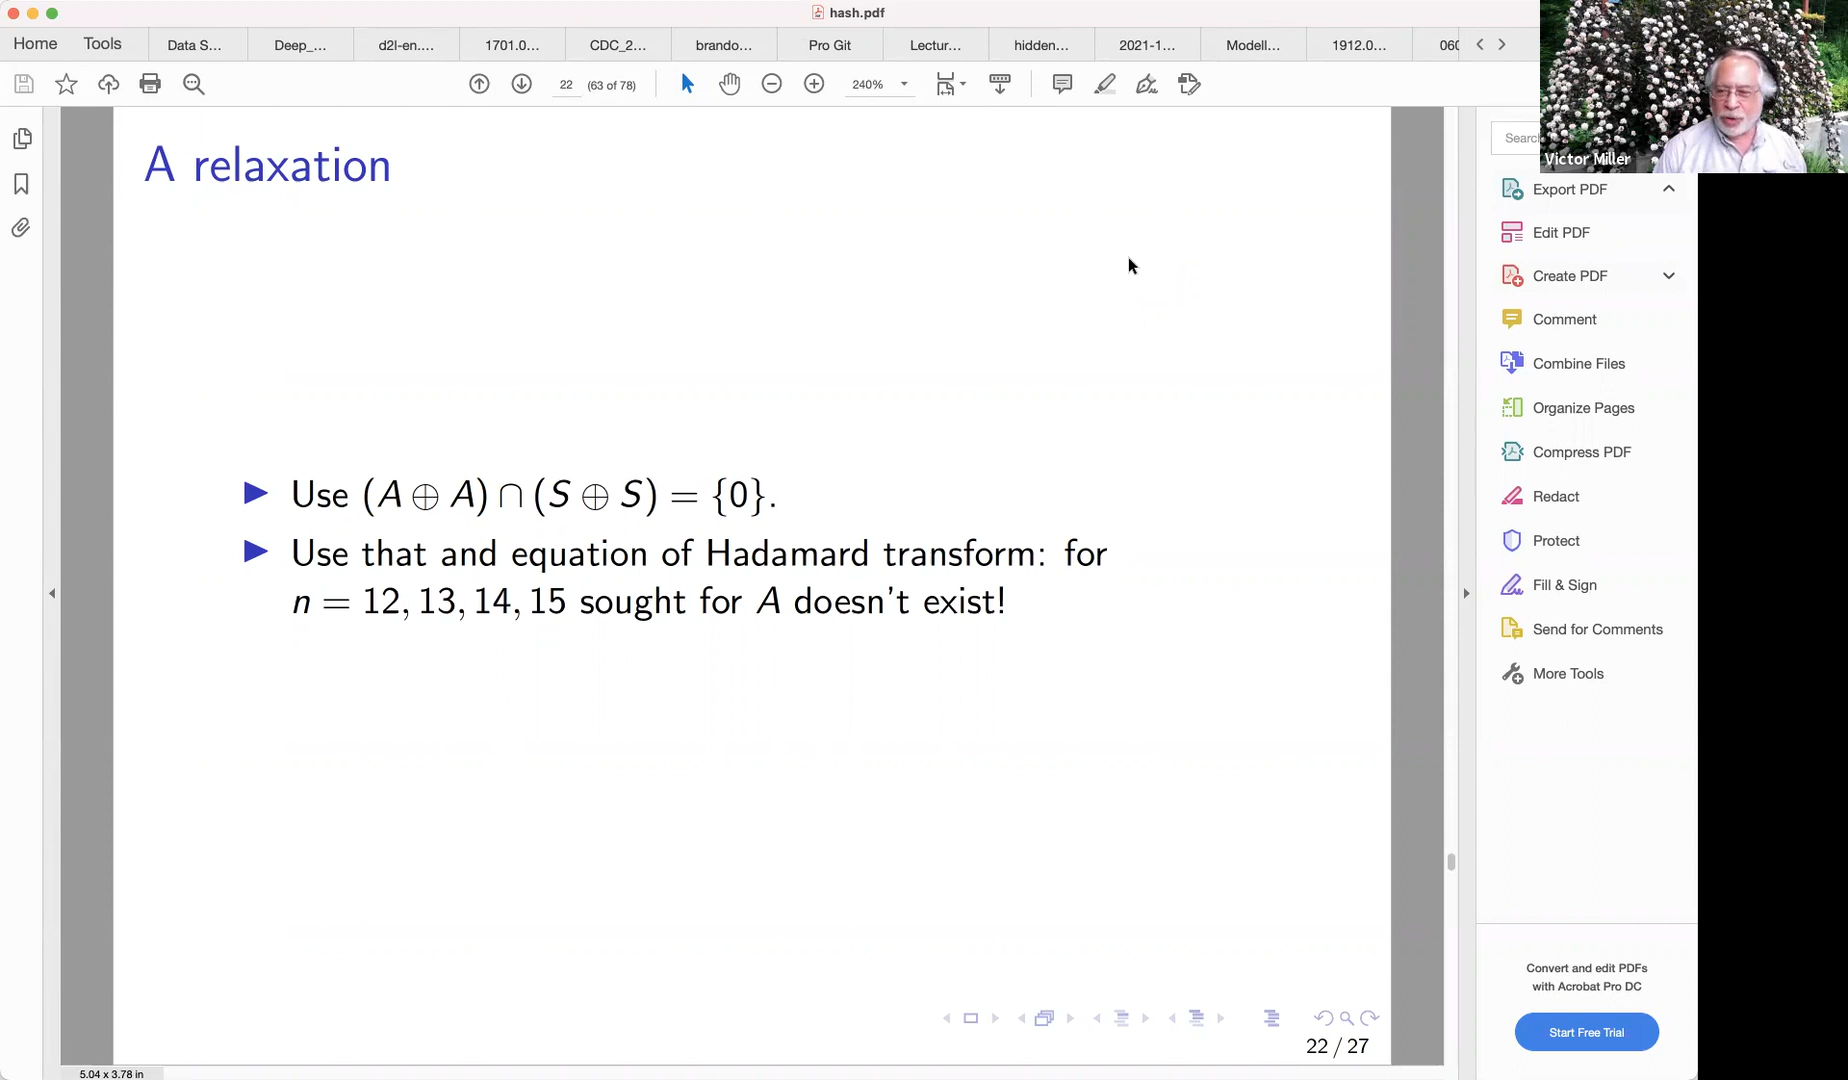 hash.pdf
Home Tools Data S... Deep_... d2l-en.... 1701.0... CDC_2... brando... Pro Git Lectur... hidden... 2021-1... Modell... 1912.0... 060
22 (63 of 78) 240%
A relaxation
Use (A ⊕ A) ∩ (S ⊕ S) = {0}.
Use that and equation of Hadamard transform: for
n = 12, 13, 14, 15 sought for A doesn't exist!
22 / 27
5.04 x 3.78 in
Victor Miller
Export PDF
Edit PDF
Create PDF
Comment
Combine Files
Organize Pages
Compress PDF
Redact
Protect
Fill & Sign
Send for Comments
More Tools
Convert and edit PDFs
with Acrobat Pro DC
Start Free Trial